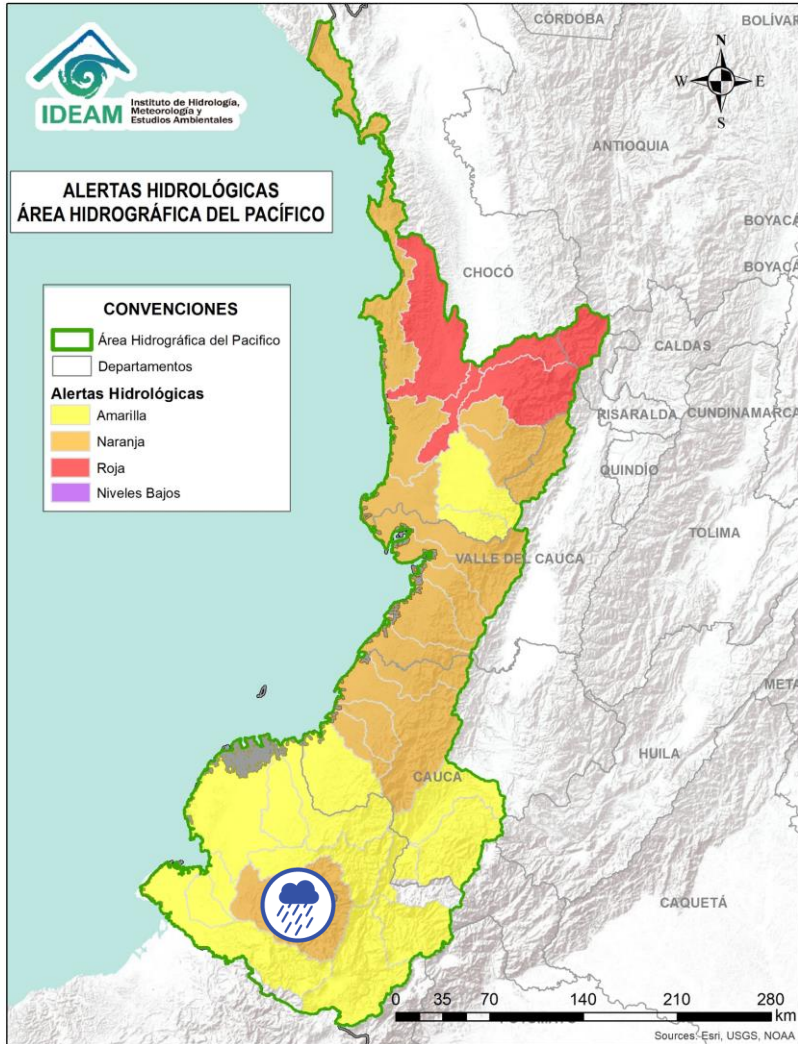 CÓRDOBA
BOLÍVAR
IDEAM
Instituto de Hidrología,
Meteorología y
Estudios Ambientales
N
W
E
S
ANTIOQUIA
ALERTAS HIDROLÓGICAS
ÁREA HIDROGRÁFICA DEL PACÍFICO
BOYACÁ
CHOCÓ
BOYACÁ
CONVENCIONES
Área Hidrográfica del Pacífico
Departamentos
Alertas Hidrológicas
Amarilla
Naranja
Roja
Niveles Bajos
CALDAS
RISARALDA
CUNDINAMARCA
QUINDÍO
TOLIMA
VALLE DEL CAUCA
META
HUILA
CAUCA
CAQUETÁ
0 35 70 140 210 280
km
Sources: Esri, USGS, NOAA